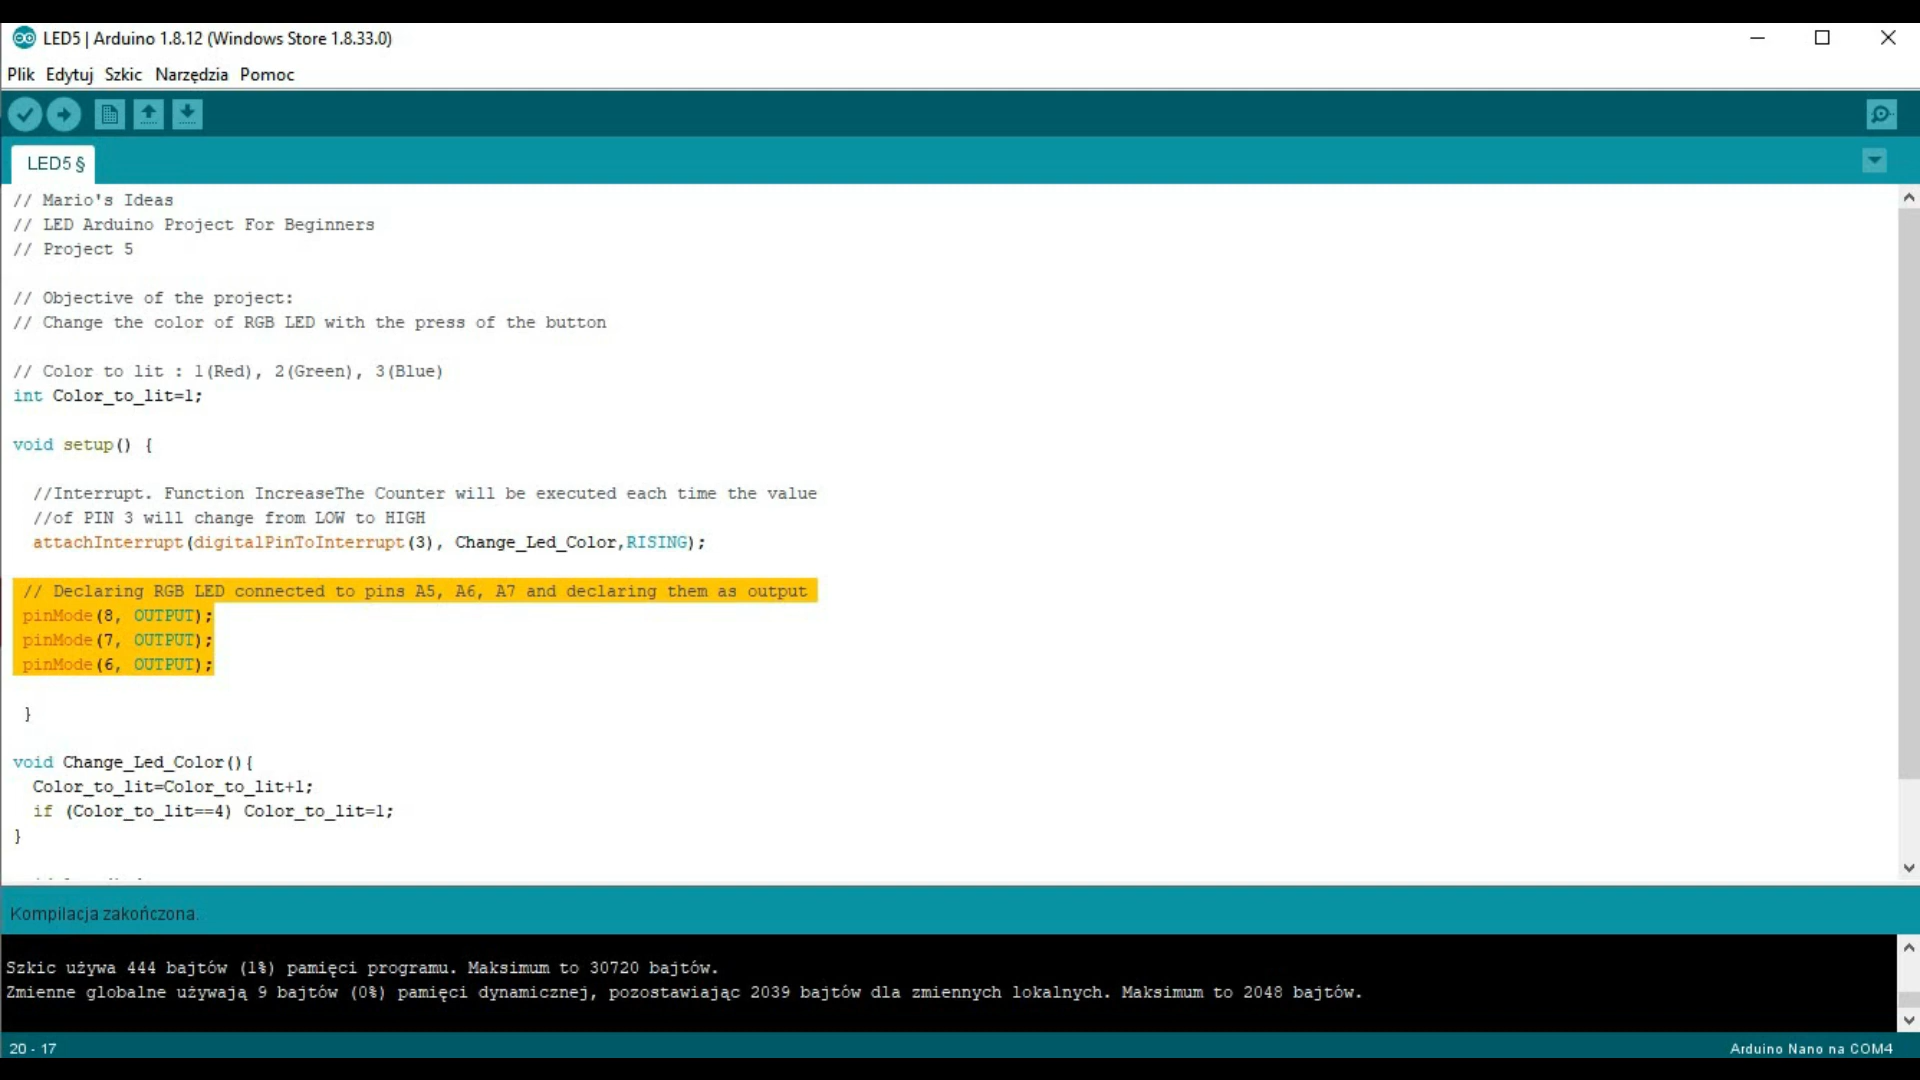 LED5 | Arduino 1.8.12 (Windows Store 1.8.33.0)
Plik Edytuj Szkic Narzędzia Pomoc
LED5 §
// Mario's Ideas
// LED Arduino Project For Beginners
// Project 5
// Objective of the project:
// Change the color of RGB LED with the press of the button
// Color to lit : 1(Red), 2(Green), 3(Blue)
int Color_to_lit=1;
void setup() {
//Interrupt. Function IncreaseThe Counter will be executed each time the value
//of PIN 3 will change from LOW to HIGH
attachInterrupt(digitalPinToInterrupt(3), Change_Led_Color,RISING);
// Declaring RGB LED connected to pins A5, A6, A7 and declaring them as output
pinMode(8, OUTPUT);
pinMode(7, OUTPUT);
pinMode(6, OUTPUT);
}
void Change_Led_Color(){
Color_to_lit=Color_to_lit+1;
if (Color_to_lit==4) Color_to_lit=1;
}
Kompilacja zakończona.
Szkic używa 444 bajtów (1%) pamięci programu. Maksimum to 30720 bajtów.
Zmienne globalne używają 9 bajtów (0%) pamięci dynamicznej, pozostawiając 2039 bajtów dla zmiennych lokalnych. Maksimum to 2048 bajtów.
20 - 17
Arduino Nano na COM4